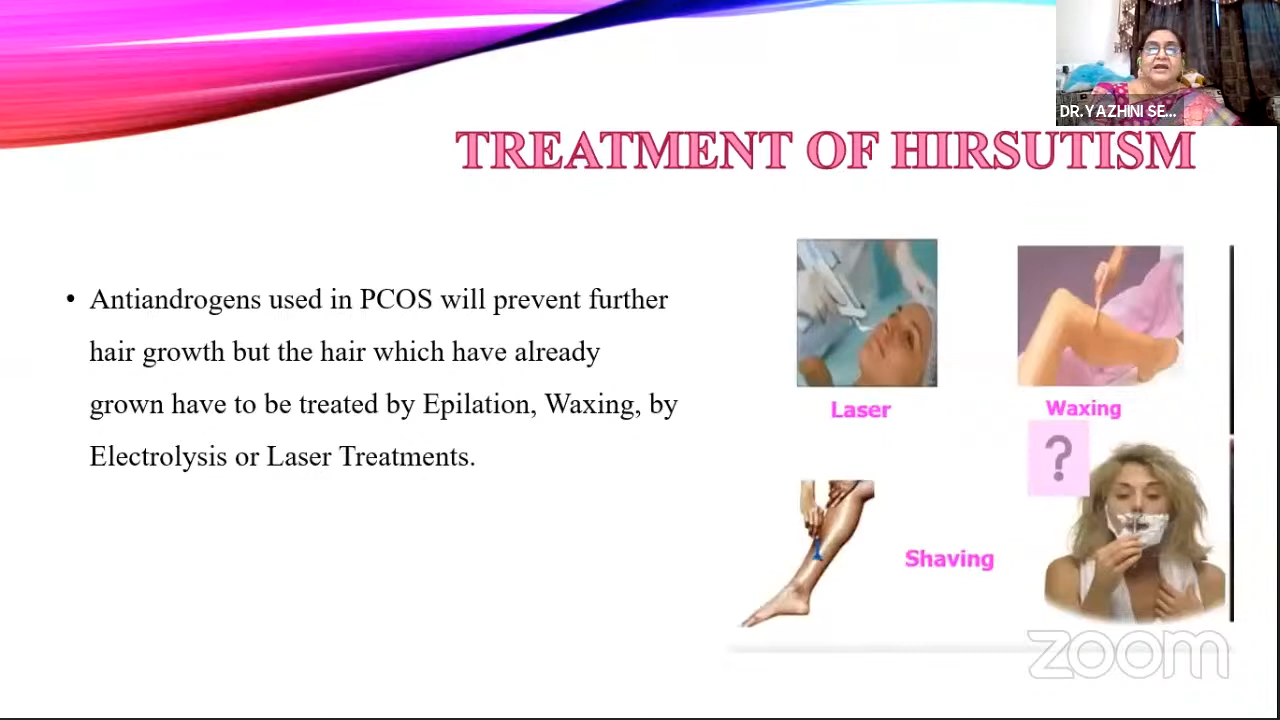 DR.YAZHINI SE...
TREATMENT OF HIRSUTISM
• Antiandrogens used in PCOS will prevent further
hair growth but the hair which have already
grown have to be treated by Epilation, Waxing, by
Electrolysis or Laser Treatments.
Laser
Waxing
?
Shaving
zoom